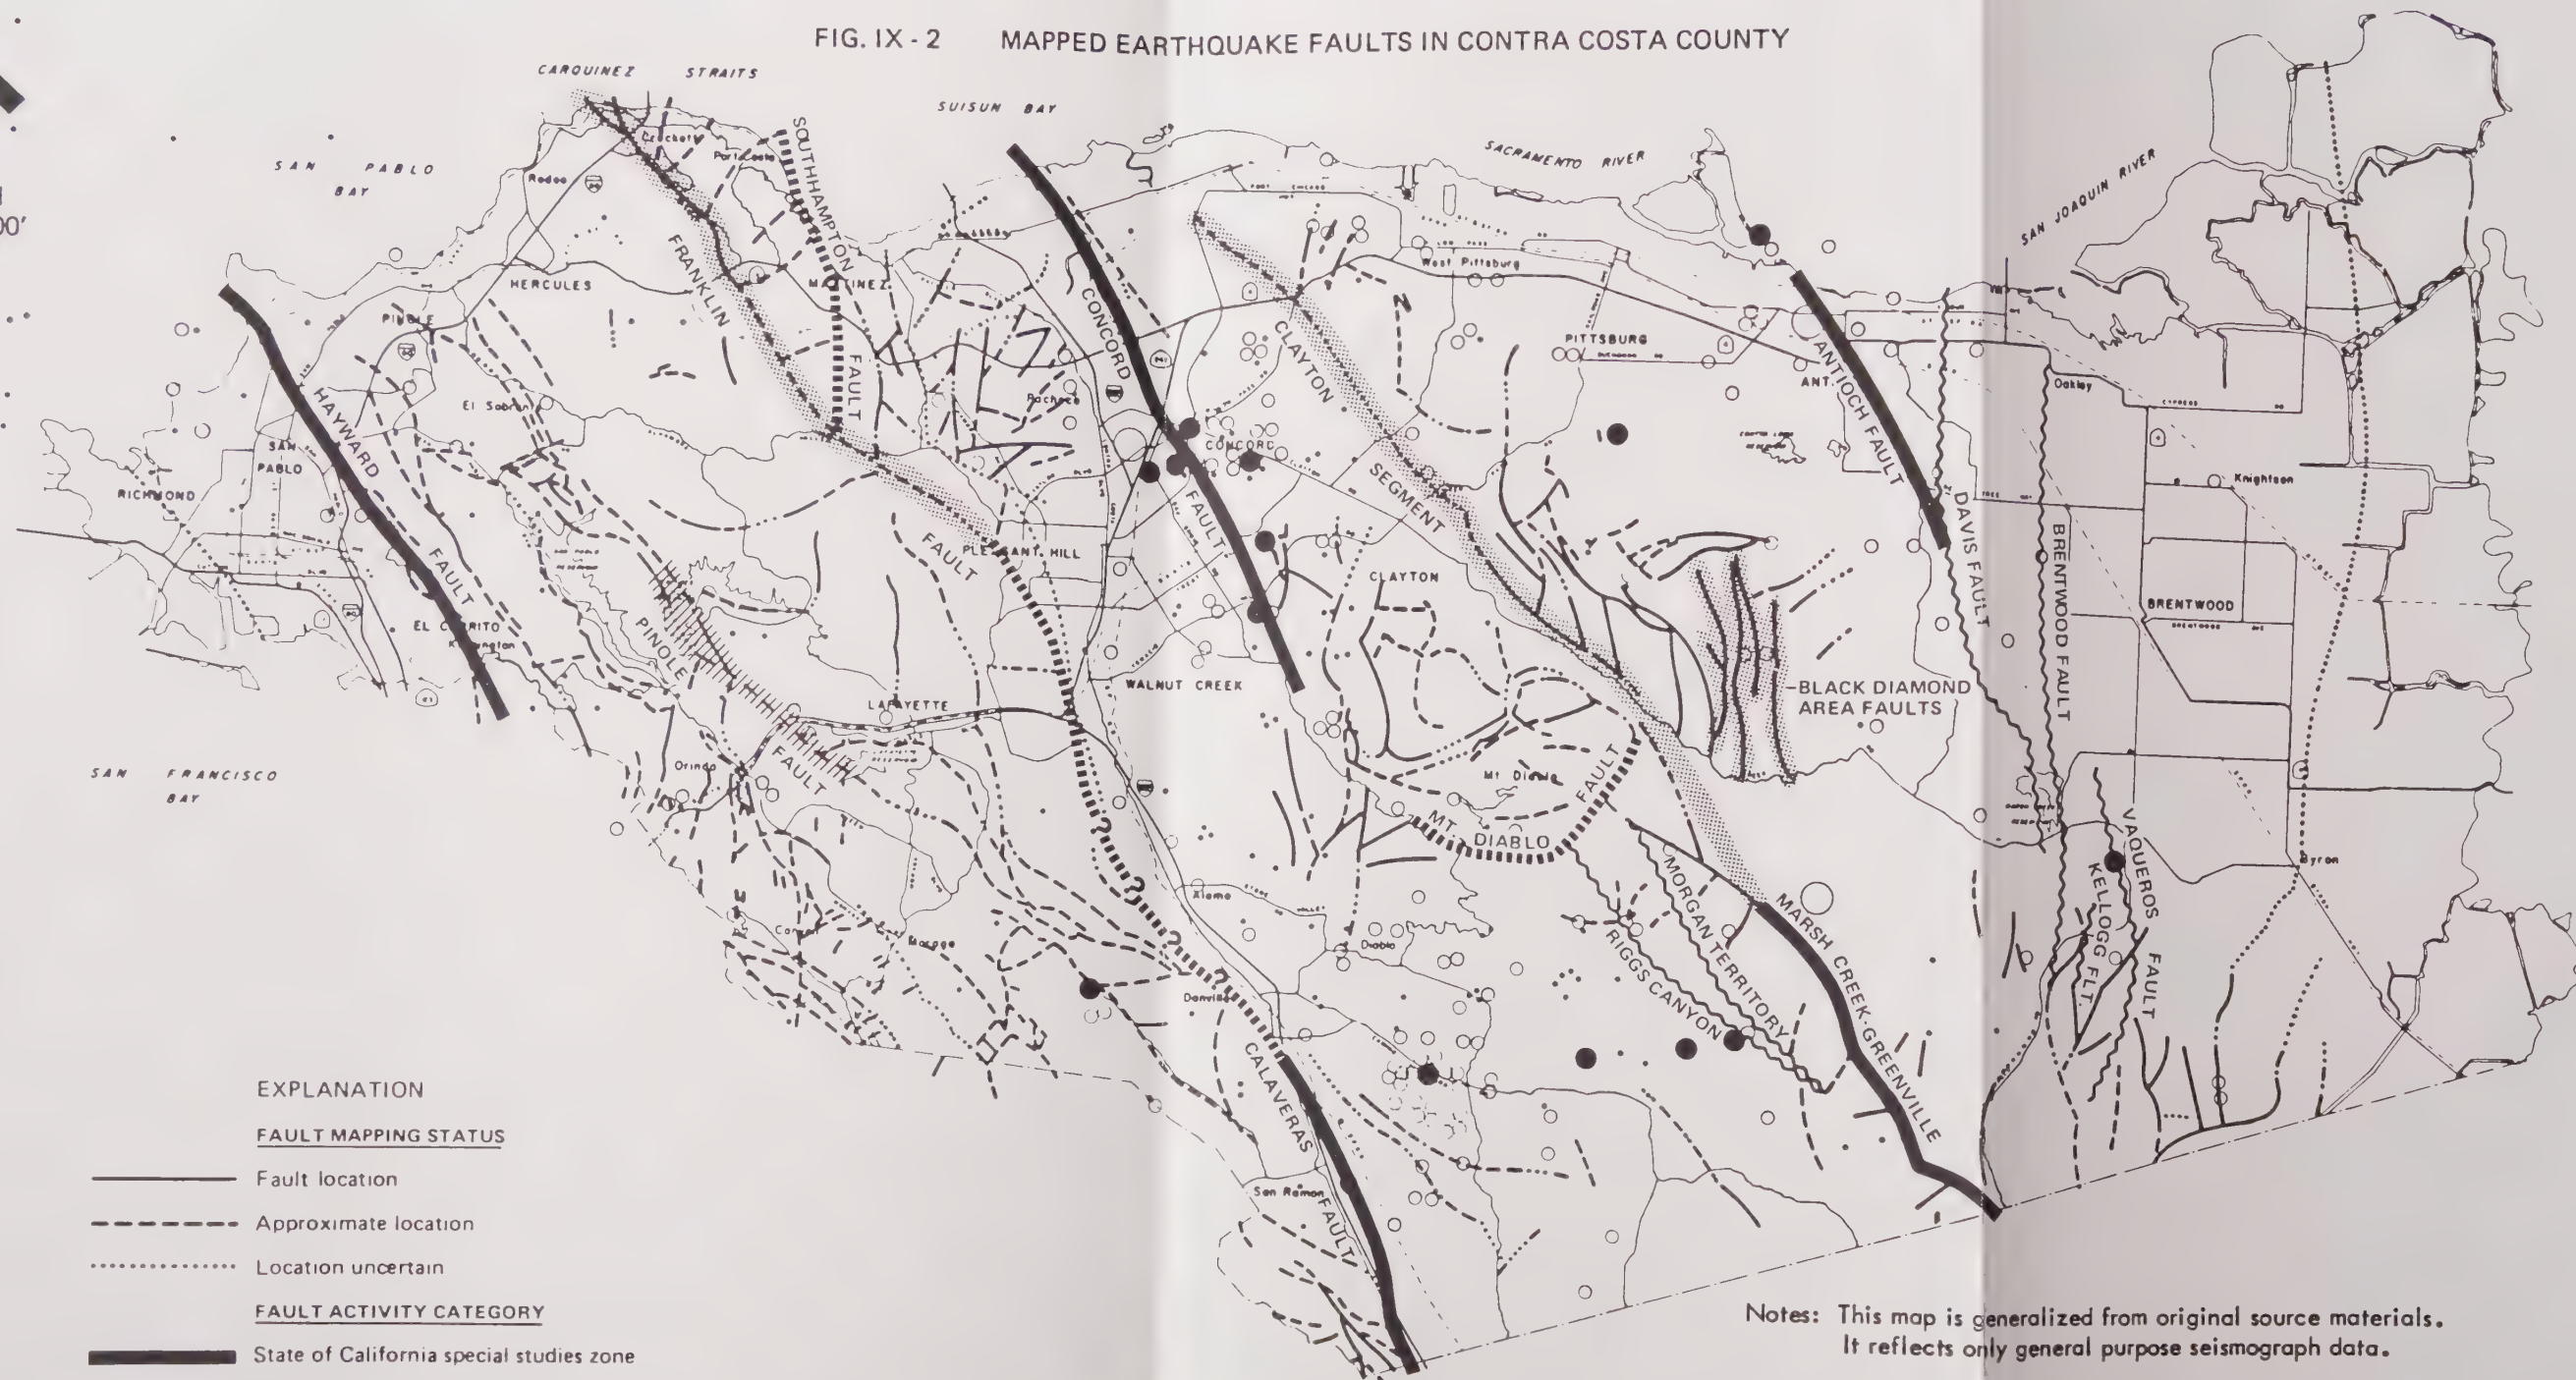 FIG. IX - 2 MAPPED EARTHQUAKE FAULTS IN CONTRA COSTA COUNTY
CARQUINEZ STRAITS
SUISUN BAY
SAN PABLO
BAY
SACRAMENTO RIVER
SAN JOAQUIN RIVER
00'
Crockett
Port Costa
Rodeo
SOUTHHAMPTON
FAULT
HERCULES
MARTINEZ
FRANKLIN
FAULT
PINOLE
CONCORD
FAULT
West Pittsburg
CLAYTON
SEGMENT
PITTSBURG
ANT.
ANTIOCH FAULT
Oakley
El Sobrante
Pacheco
HAYWARD
FAULT
SAN
PABLO
CONCORD
RICHMOND
Knightsen
DAVIS FAULT
BRENTWOOD FAULT
PLEASANT HILL
CLAYTON
BRENTWOOD
EL CERRITO
Kensington
PINOLE
FAULT
WALNUT CREEK
LAFAYETTE
BLACK DIAMOND
AREA FAULTS
SAN FRANCISCO
BAY
Orinda
Mt Diablo
MT. DIABLO FAULT
VAQUEROS
FAULT
KELLOGG FLT
Byron
Alamo
MORGAN TERRITORY
RIGGS CANYON
MARSH CREEK-GREENVILLE
Canyon
Moraga
Diablo
Danville
CALAVERAS
FAULT
San Ramon
EXPLANATION
FAULT MAPPING STATUS
Fault location
Approximate location
Location uncertain
FAULT ACTIVITY CATEGORY
State of California special studies zone
Notes: This map is generalized from original source materials.
It reflects only general purpose seismograph data.